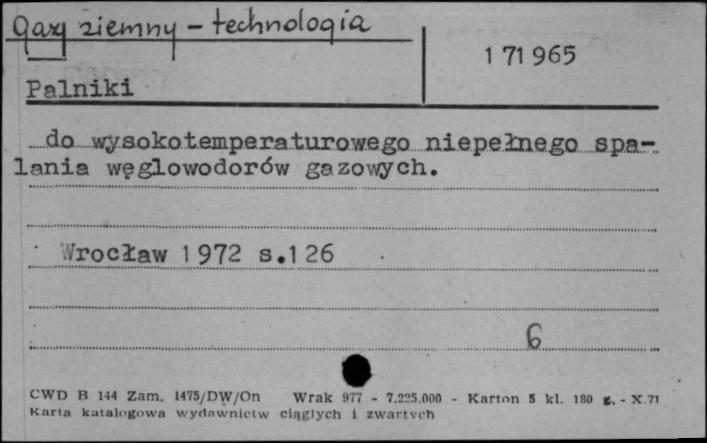 gazy ziemny - technologia
1 71 965
Palniki
do wysokotemperaturowego niepełnego spa-
lania węglowodorów gazowych.
Wrocław 1972 s.126
6
CWD B 144 Zam. 1475/DW/On Wrak 977 - 7.225.000 - Karton 5 kl. 180 g. - X.71
Karta katalogowa wydawnictw ciągłych i zwartych